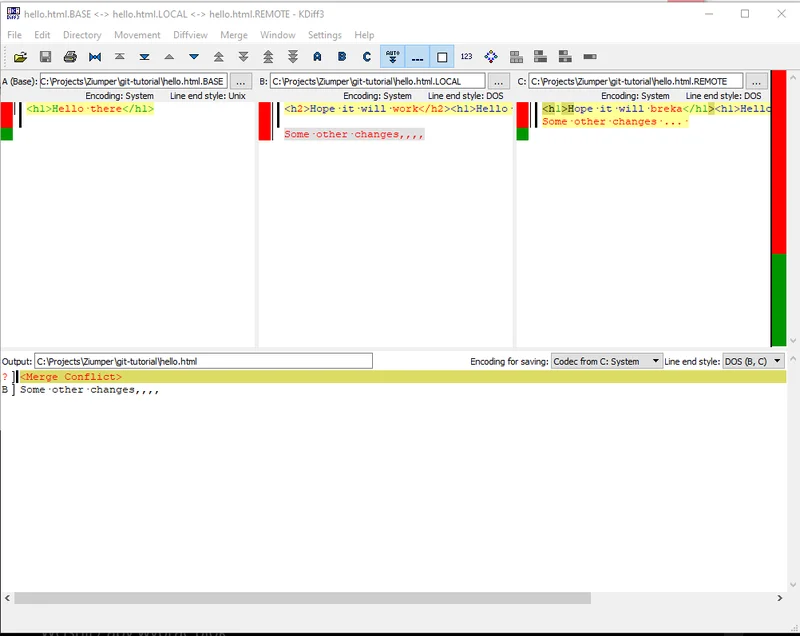 hello.html.BASE <-> hello.html.LOCAL <-> hello.html.REMOTE - KDiff3
File Edit Directory Movement Diffview Merge Window Settings Help
A B C AUTO 123
A (Base): C:\Projects\Ziumper\git-tutorial\hello.html.BASE ... B: C:\Projects\Ziumper\git-tutorial\hello.html.LOCAL ... C: C:\Projects\Ziumper\git-tutorial\hello.html.REMOTE ...
Encoding: System Line end style: Unix Encoding: System Line end style: DOS Encoding: System Line end style: DOS
<h1>Hello·there</h1> <h2>Hope·it·will·work</h2><h1>Hello· <h1>Hope·it·will·breka</h1><h1>Hello
Some·other·changes·...·
Some·other·changes,,,,
Output: C:\Projects\Ziumper\git-tutorial\hello.html Encoding for saving: Codec from C: System Line end style: DOS (B, C)
? <Merge Conflict>
B Some·other·changes,,,,